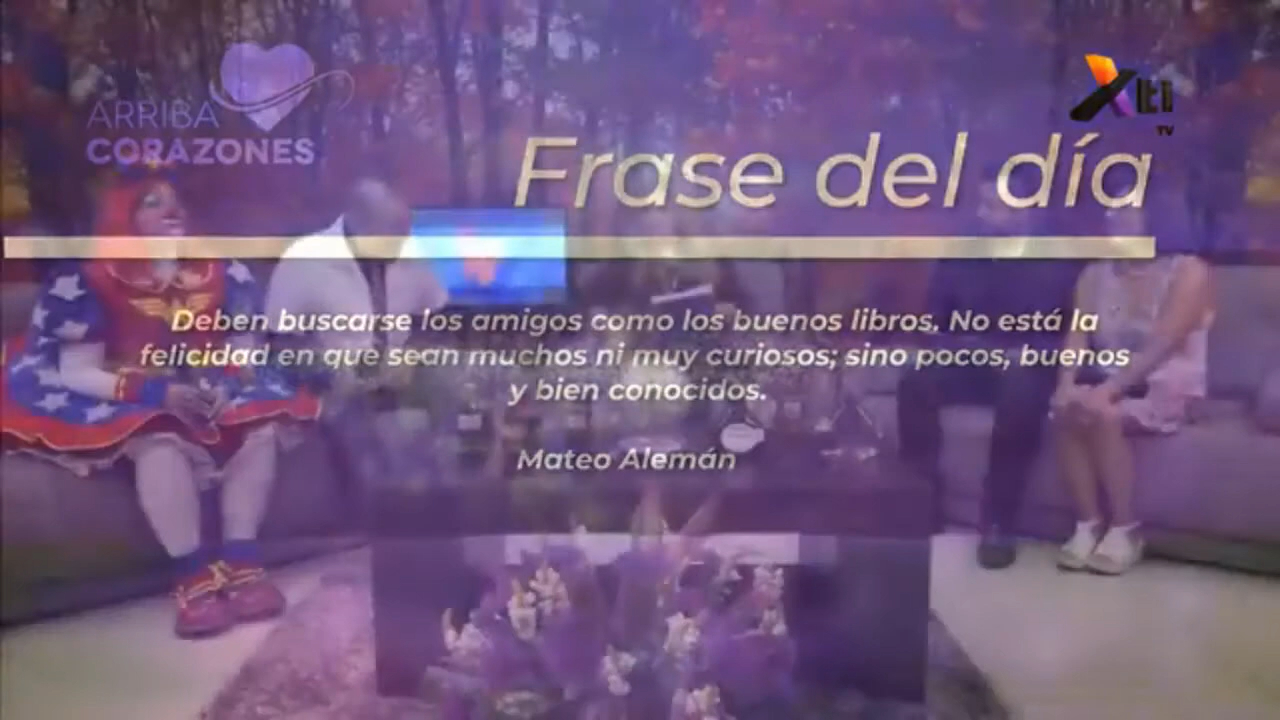 ARRIBA
CORAZONES
Xtí
TV
Frase del día
Deben buscarse los amigos como los buenos libros. No está la
felicidad en que sean muchos ni muy curiosos; sino pocos, buenos
y bien conocidos.
Mateo Alemán